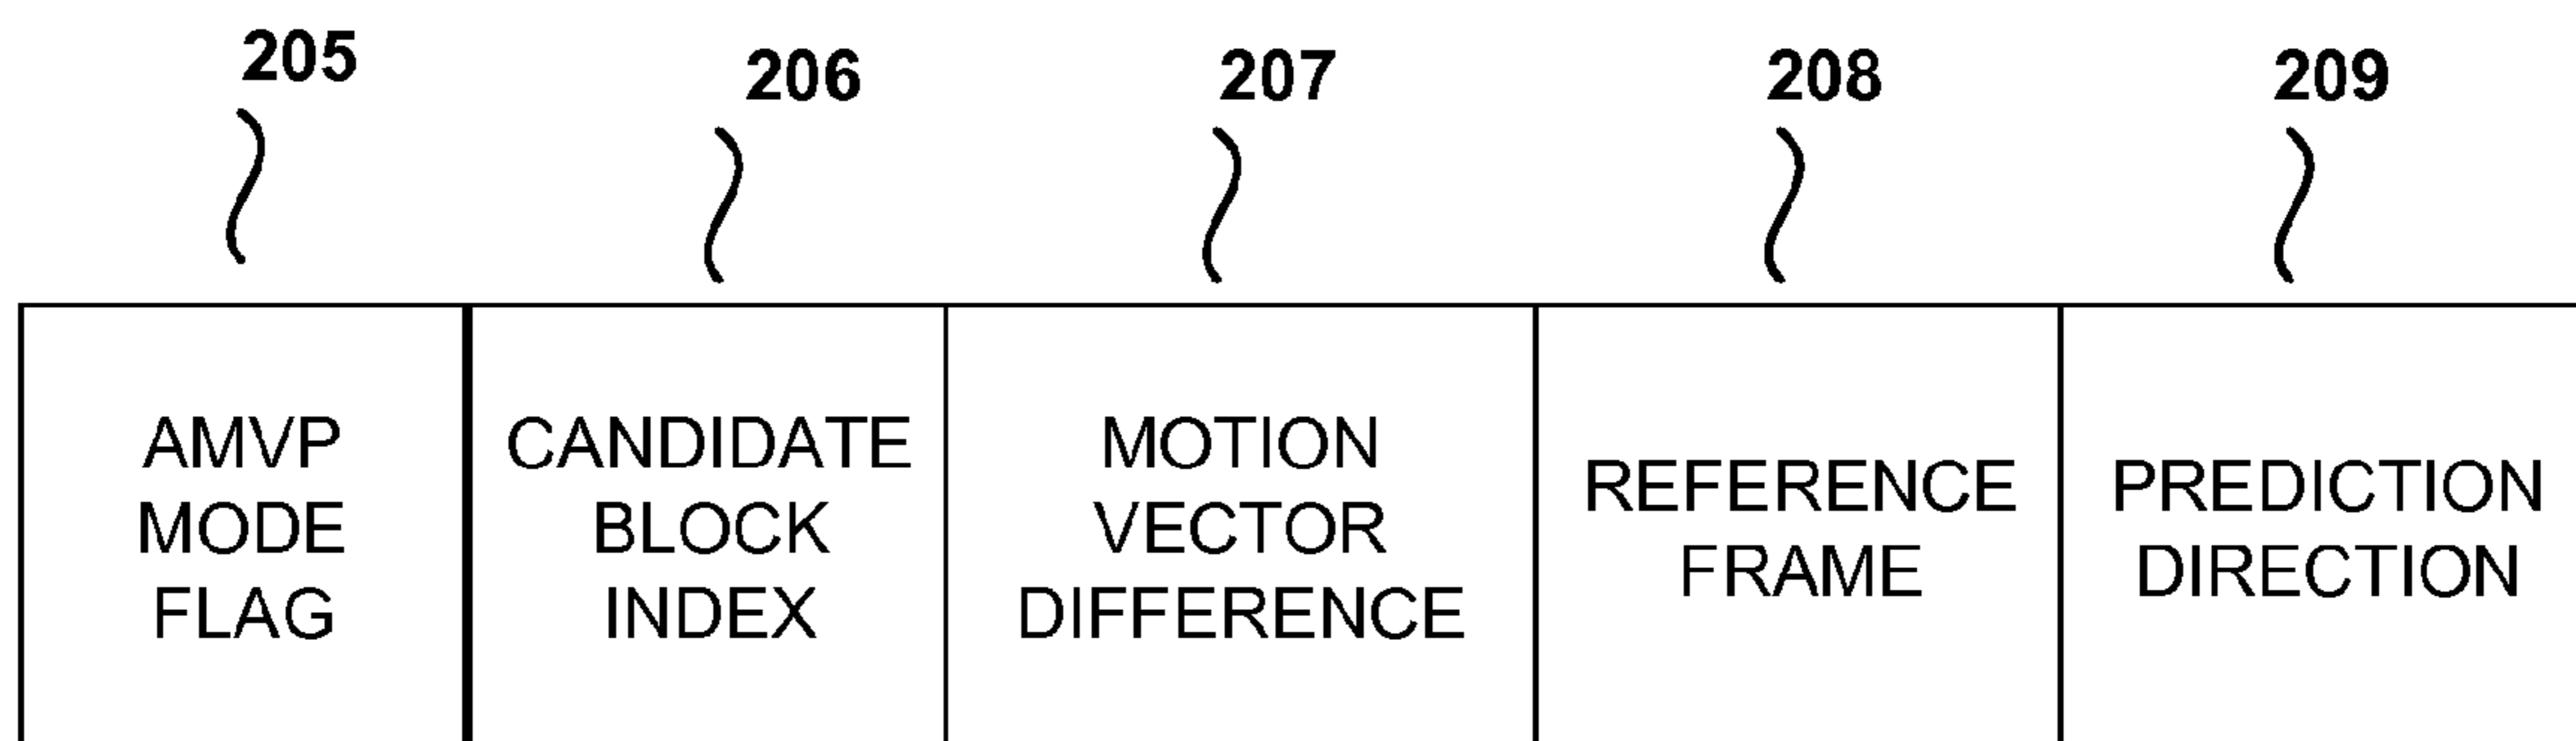 205
206
207
208
209
AMVP
MODE
FLAG
CANDIDATE
BLOCK
INDEX
MOTION
VECTOR
DIFFERENCE
REFERENCE
FRAME
PREDICTION
DIRECTION